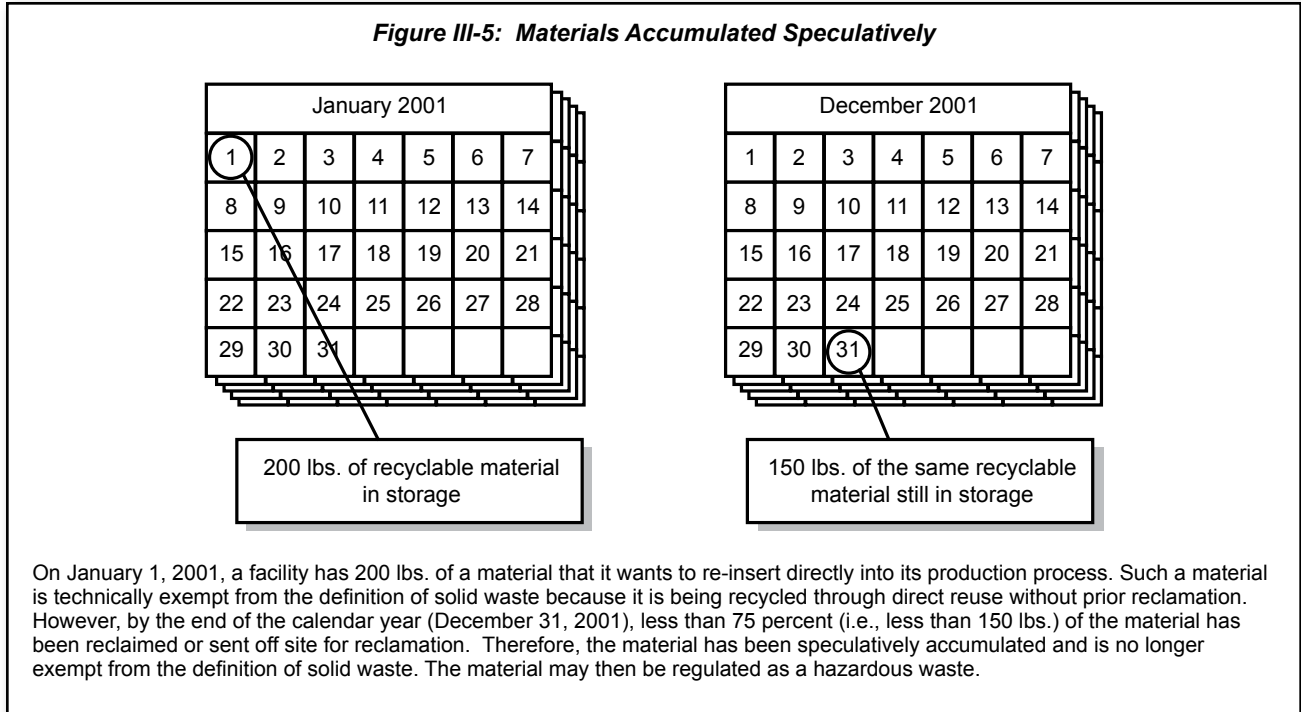 Figure III-5: Materials Accumulated Speculatively
January 2001
1 2 3 4 5 6 7
8 9 10 11 12 13 14
15 16 17 18 19 20 21
22 23 24 25 26 27 28
29 30 31
200 lbs. of recyclable material
in storage
December 2001
1 2 3 4 5 6 7
8 9 10 11 12 13 14
15 16 17 18 19 20 21
22 23 24 25 26 27 28
29 30 31
150 lbs. of the same recyclable
material still in storage
On January 1, 2001, a facility has 200 lbs. of a material that it wants to re-insert directly into its production process. Such a material
is technically exempt from the definition of solid waste because it is being recycled through direct reuse without prior reclamation.
However, by the end of the calendar year (December 31, 2001), less than 75 percent (i.e., less than 150 lbs.) of the material has
been reclaimed or sent off site for reclamation. Therefore, the material has been speculatively accumulated and is no longer
exempt from the definition of solid waste. The material may then be regulated as a hazardous waste.